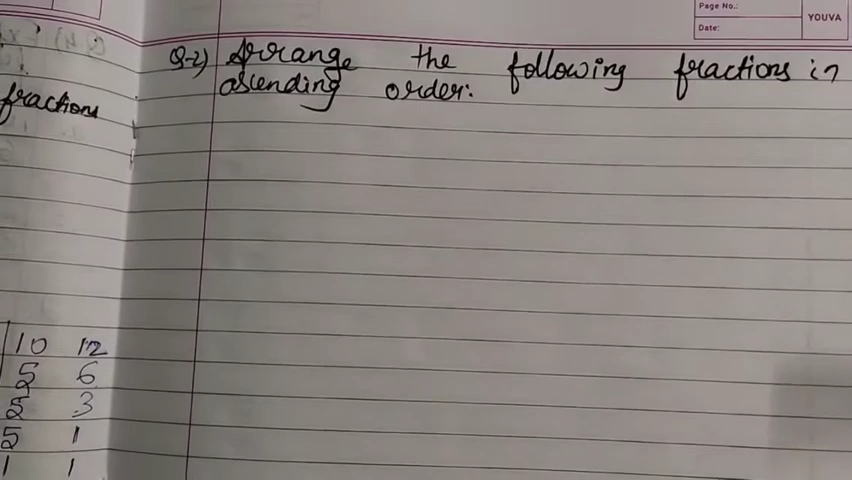 Page No.:
Date:
YOUVA
Q-2) Arrange the following fractions in
ascending order:
fractions
10 12
5 6
5 3
5 1
1 1